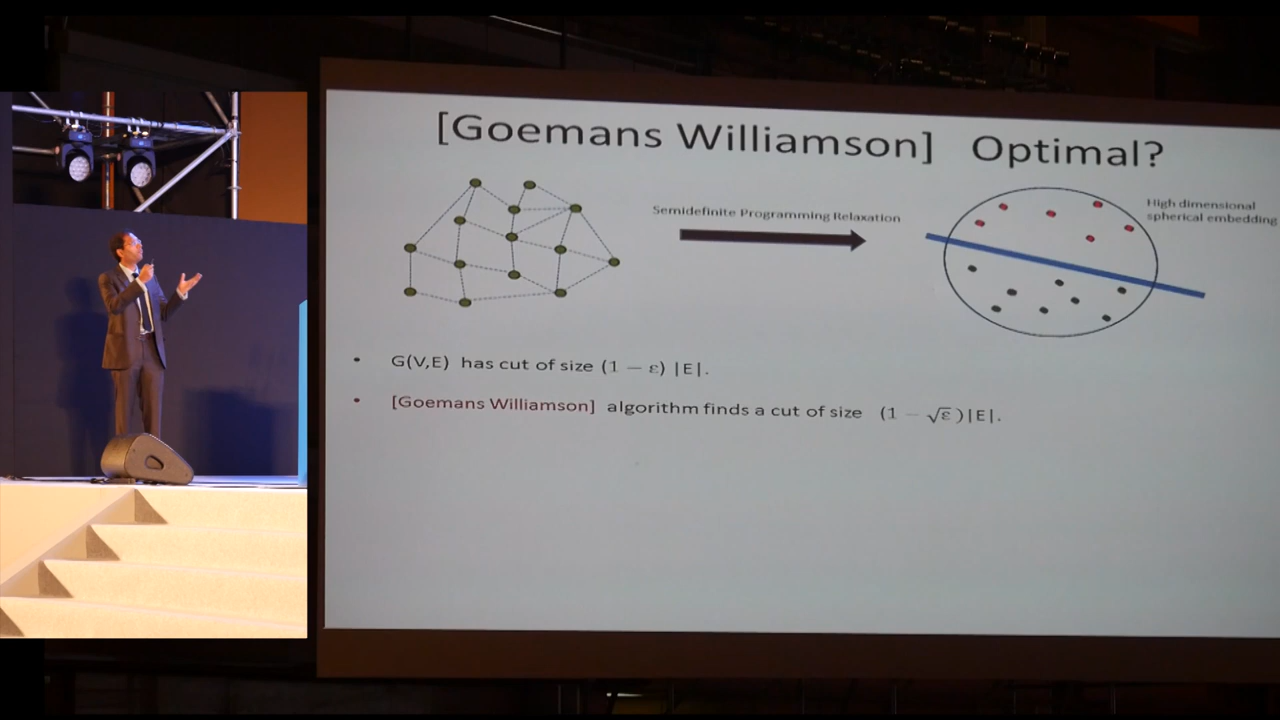 [Goemans Williamson] Optimal?
Semidefinite Programming Relaxation
High dimensional
spherical embedding
• G(V,E) has cut of size (1 − ε) |E|.
• [Goemans Williamson] algorithm finds a cut of size (1 − √ε)|E|.